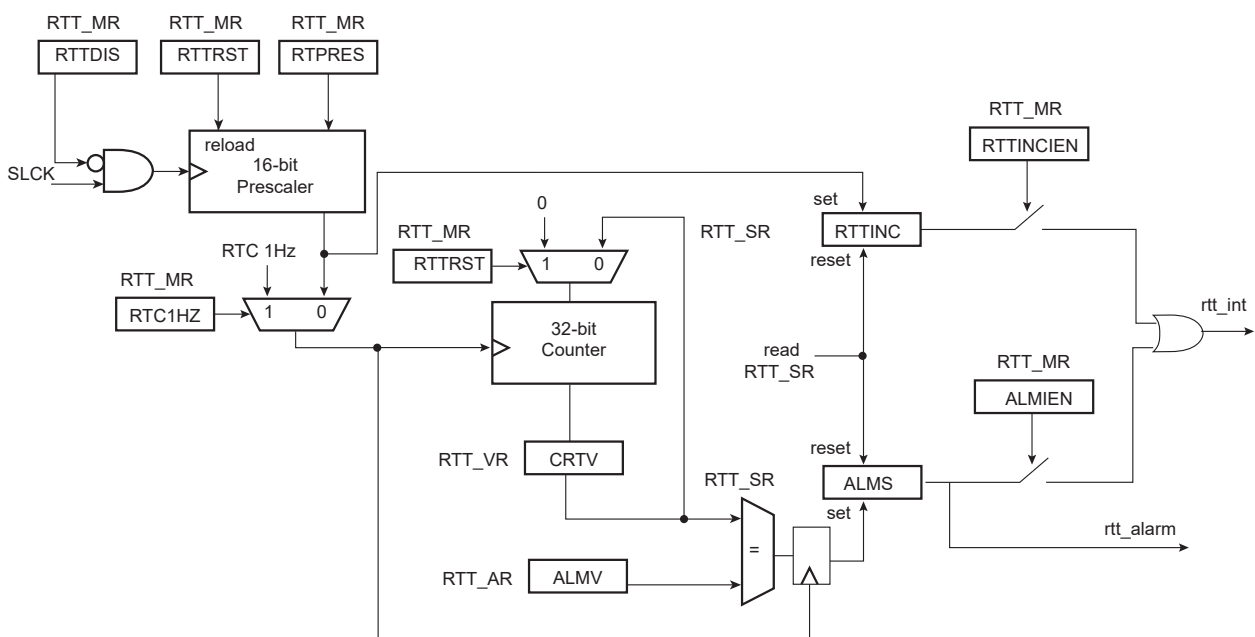 RTT_MR
RTT_MR
RTT_MR
RTTDIS
RTTRST
RTPRES
reload
16-bit
Prescaler
SLCK
RTT_MR
RTTINCIEN
set
RTTINC
reset
0
RTT_SR
RTT_MR
RTTRST
1 0
RTC 1Hz
RTT_MR
RTC1HZ
1 0
32-bit
Counter
read
RTT_SR
rtt_int
RTT_MR
ALMIEN
reset
ALMS
set
RTT_VR
CRTV
RTT_SR
=
RTT_AR
ALMV
rtt_alarm